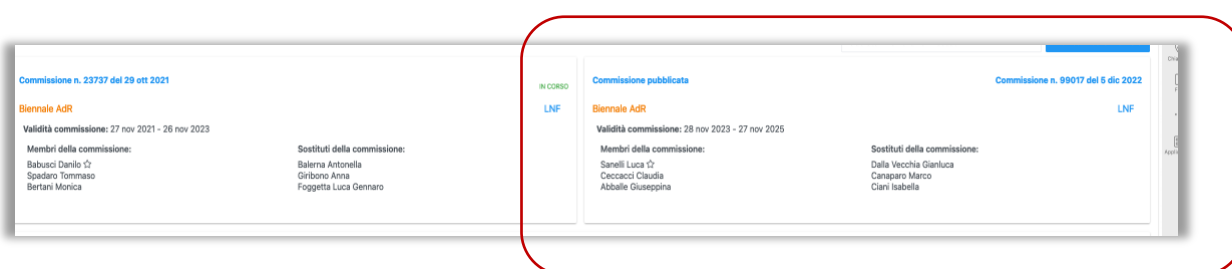 Commissione n. 23737 del 29 ott 2021
IN CORSO
Biennale AdR
LNF
Validità commissione: 27 nov 2021 - 26 nov 2023
Membri della commissione:
Sostituti della commissione:
Babusci Danilo ☆
Balerna Antonella
Spadaro Tommaso
Giribono Anna
Bertani Monica
Foggetta Luca Gennaro
Commissione pubblicata
Commissione n. 99017 del 5 dic 2022
Biennale AdR
LNF
Validità commissione: 28 nov 2023 - 27 nov 2025
Membri della commissione:
Sostituti della commissione:
Sanelli Luca ☆
Dalla Vecchia Gianluca
Ceccacci Claudia
Canaparo Marco
Abballe Giuseppina
Ciani Isabella